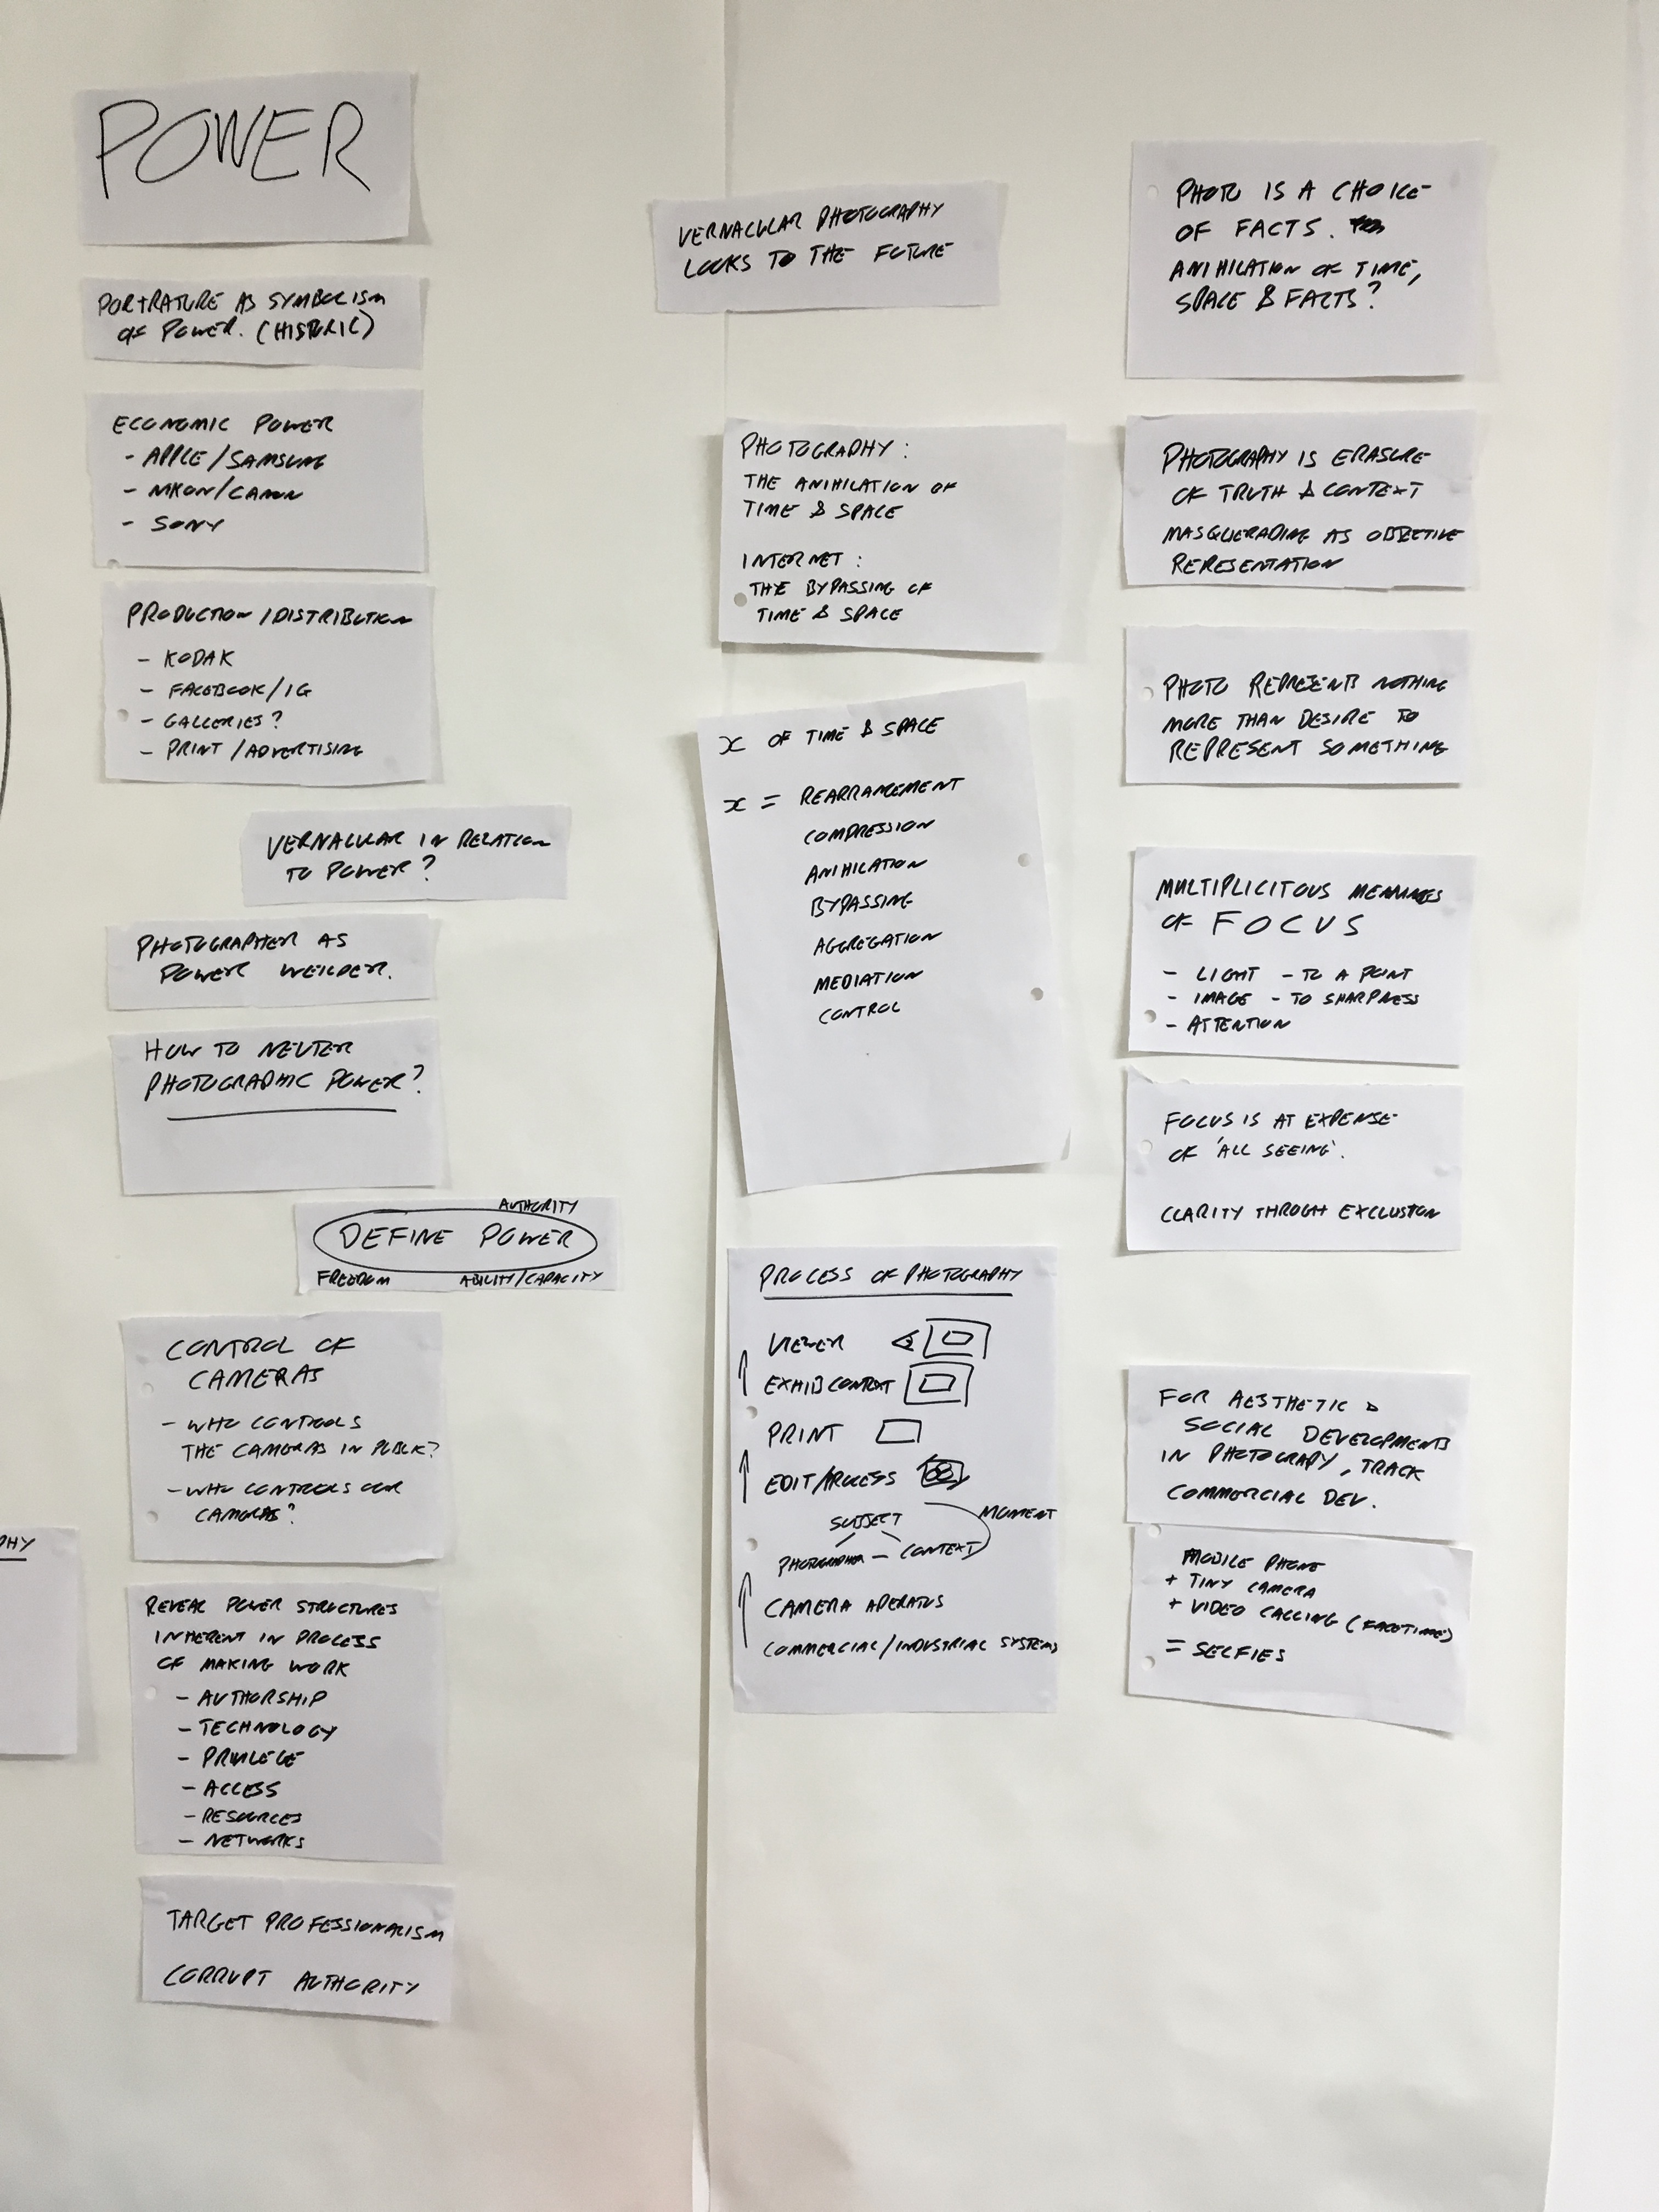 POWER
PORTRATURE AS SYMBOLISM
OF POWER. (HISTORIC)
ECONOMIC POWER
- APPLE/SAMSUNG
- NIKON/CANON
- SONY
PRODUCTION/DISTRIBUTION
- KODAK
- FACEBOOK/IG
- GALLERIES?
- PRINT/ADVERTISING
VERNACULAR IN RELATION
TO POWER?
PHOTOGRAPHER AS
POWER WEILDER.
HOW TO NEUTER
PHOTOGRAPHIC POWER?
AUTHORITY
DEFINE POWER
FREEDOM ABILITY/CAPACITY
CONTROL OF
CAMERAS
- WHO CONTROLS
THE CAMERAS IN PUBLIC?
- WHO CONTROLS OUR
CAMERAS?
REVEAL POWER STRUCTURES
INHERENT IN PROCESS
OF MAKING WORK
- AUTHORSHIP
- TECHNOLOGY
- PRIVILEGE
- ACCESS
- RESOURCES
- NETWORKS
TARGET PROFESSIONALISM
CORRUPT AUTHORITY
PHY
VERNACULAR PHOTOGRAPHY
LOOKS TO THE FUTURE
PHOTOGRAPHY:
THE ANIHILATION OF
TIME & SPACE
INTERNET:
THE BYPASSING OF
TIME & SPACE
x OF TIME & SPACE
x = REARRANGEMENT
COMPRESSION
ANIHILATION
BYPASSING
AGGREGATION
MEDIATION
CONTROL
PROCESS OF PHOTOGRAPHY
VIEWER
EXHIB CONTEXT
PRINT
EDIT/PROCESS
SUBJECT MOMENT
PHOTOGRAPHER - CONTEXT
CAMERA APERATUS
COMMERCIAL/INDUSTRIAL SYSTEMS
PHOTO IS A CHOICE
OF FACTS.
ANIHILATION OF TIME,
SPACE & FACTS?
PHOTOGRAPHY IS ERASURE
OF TRUTH & CONTEXT
MASQUERADING AS OBJECTIVE
REPRESENTATION
PHOTO REPRESENTS NOTHING
MORE THAN DESIRE TO
REPRESENT SOMETHING
MULTIPLICITOUS MEANINGS
OF FOCUS
- LIGHT - TO A POINT
- IMAGE - TO SHARPNESS
- ATTENTION
FOCUS IS AT EXPENSE
OF 'ALL SEEING'.
CLARITY THROUGH EXCLUSION
FOR AESTHETIC &
SOCIAL DEVELOPMENTS
IN PHOTOGRAPY, TRACK
COMMERCIAL DEV.
MOBILE PHONE
+ TINY CAMERA
+ VIDEO CALLING (FACETIME)
= SELFIES